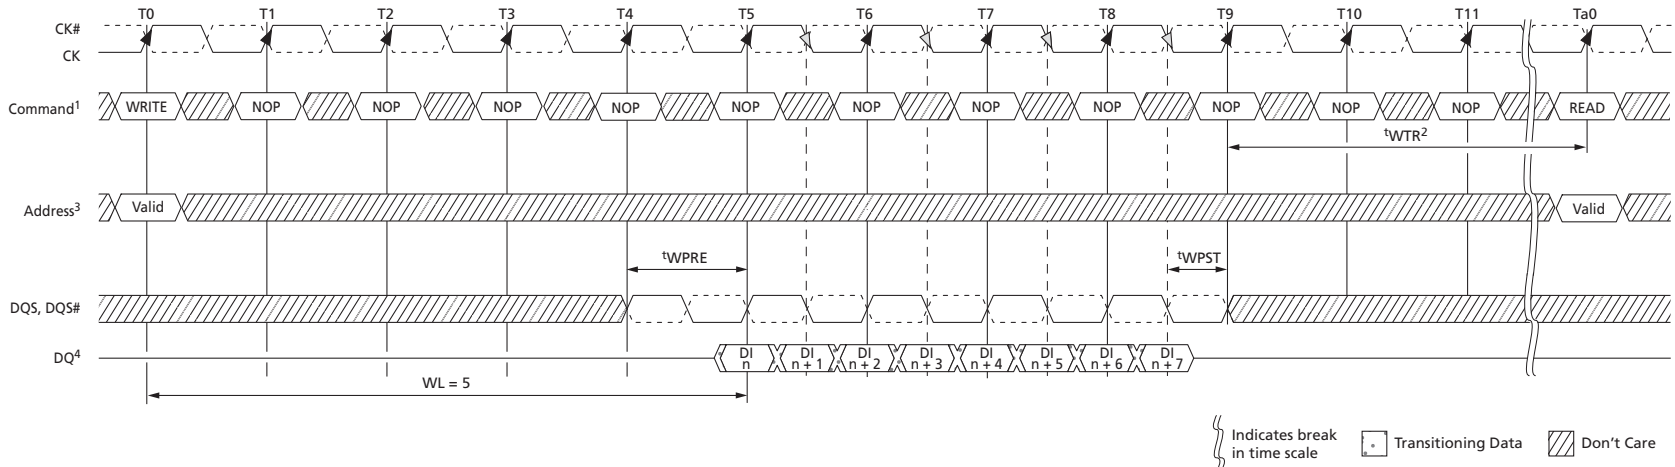 T0 T1 T2 T3 T4 T5 T6 T7 T8 T9 T10 T11 Ta0
CK#
CK
Command1 WRITE NOP NOP NOP NOP NOP NOP NOP NOP NOP NOP NOP READ
tWTR2
Address3 Valid Valid
tWPRE tWPST
DQS, DQS#
DQ4 DI n DI n + 1 DI n + 2 DI n + 3 DI n + 4 DI n + 5 DI n + 6 DI n + 7
WL = 5
Indicates break
in time scale
Transitioning Data
Don't Care